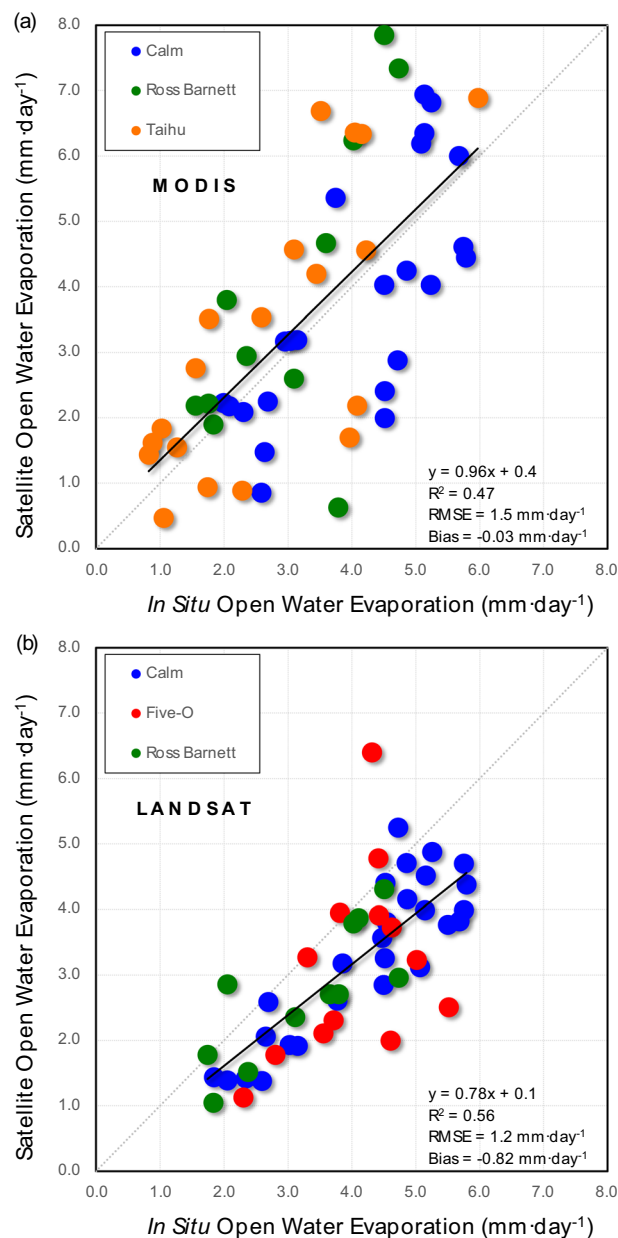 (a)
8.0
7.0
6.0
5.0
4.0
3.0
2.0
1.0
0.0
Satellite Open Water Evaporation (mm·day⁻¹)
Calm
Ross Barnett
Taihu
MODIS
y = 0.96x + 0.4
R² = 0.47
RMSE = 1.5 mm·day⁻¹
Bias = -0.03 mm·day⁻¹
0.0 1.0 2.0 3.0 4.0 5.0 6.0 7.0 8.0
In Situ Open Water Evaporation (mm·day⁻¹)
(b)
8.0
7.0
6.0
5.0
4.0
3.0
2.0
1.0
0.0
Satellite Open Water Evaporation (mm·day⁻¹)
Calm
Five-O
Ross Barnett
LANDSAT
y = 0.78x + 0.1
R² = 0.56
RMSE = 1.2 mm·day⁻¹
Bias = -0.82 mm·day⁻¹
0.0 1.0 2.0 3.0 4.0 5.0 6.0 7.0 8.0
In Situ Open Water Evaporation (mm·day⁻¹)